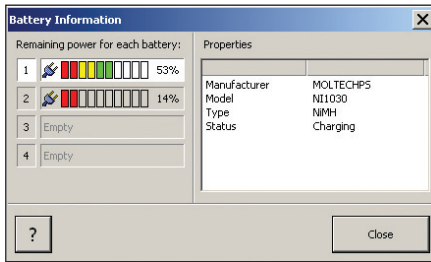 Battery Information
Remaining power for each battery:
1 53%
2 14%
3 Empty
4 Empty
Properties
Manufacturer MOLTECHPS
Model NI1030
Type NiMH
Status Charging
? Close